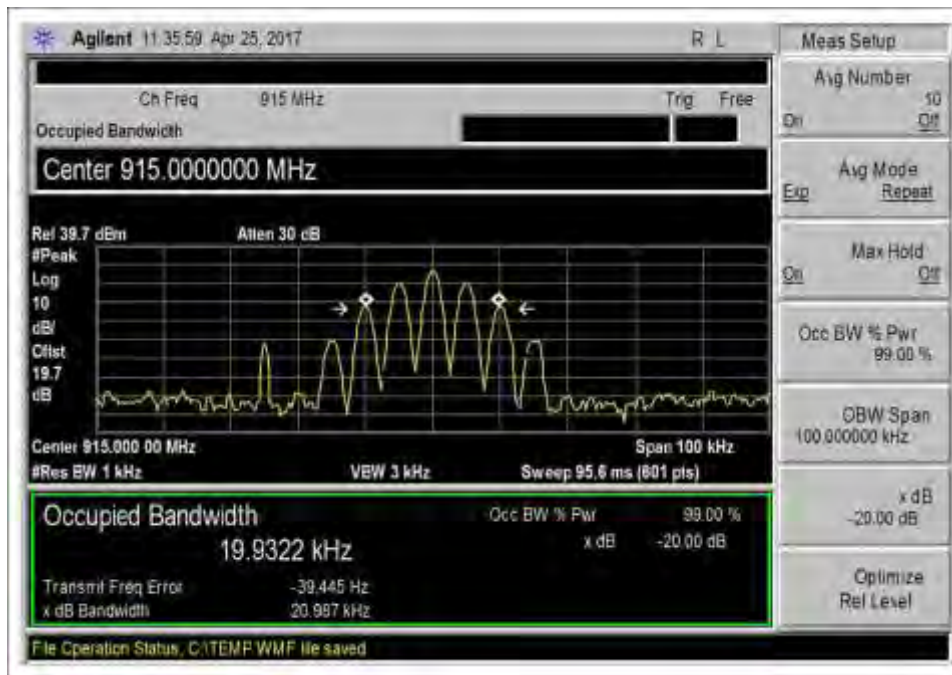 Agilent 11:35:59 Apr 25, 2017 R L
Ch Freq 915 MHz Trig Free
Occupied Bandwidth
Center 915.0000000 MHz
Ref 39.7 dBm Atten 30 dB
#Peak
Log
10
dB/
Offst
19.7
dB
Center 915.000 00 MHz Span 100 kHz
#Res BW 1 kHz VBW 3 kHz Sweep 95.6 ms (601 pts)
Occupied Bandwidth
19.9322 kHz
Occ BW % Pwr 99.00 %
x dB -20.00 dB
Transmit Freq Error -39.445 Hz
x dB Bandwidth 20.987 kHz
File Operation Status, C:\TEMP.WMF file saved
Meas Setup
Avg Number
10
On Off
Avg Mode
Exp Repeat
Max Hold
On Off
Occ BW % Pwr
99.00 %
OBW Span
100.000000 kHz
x dB
-20.00 dB
Optimize
Ref Level